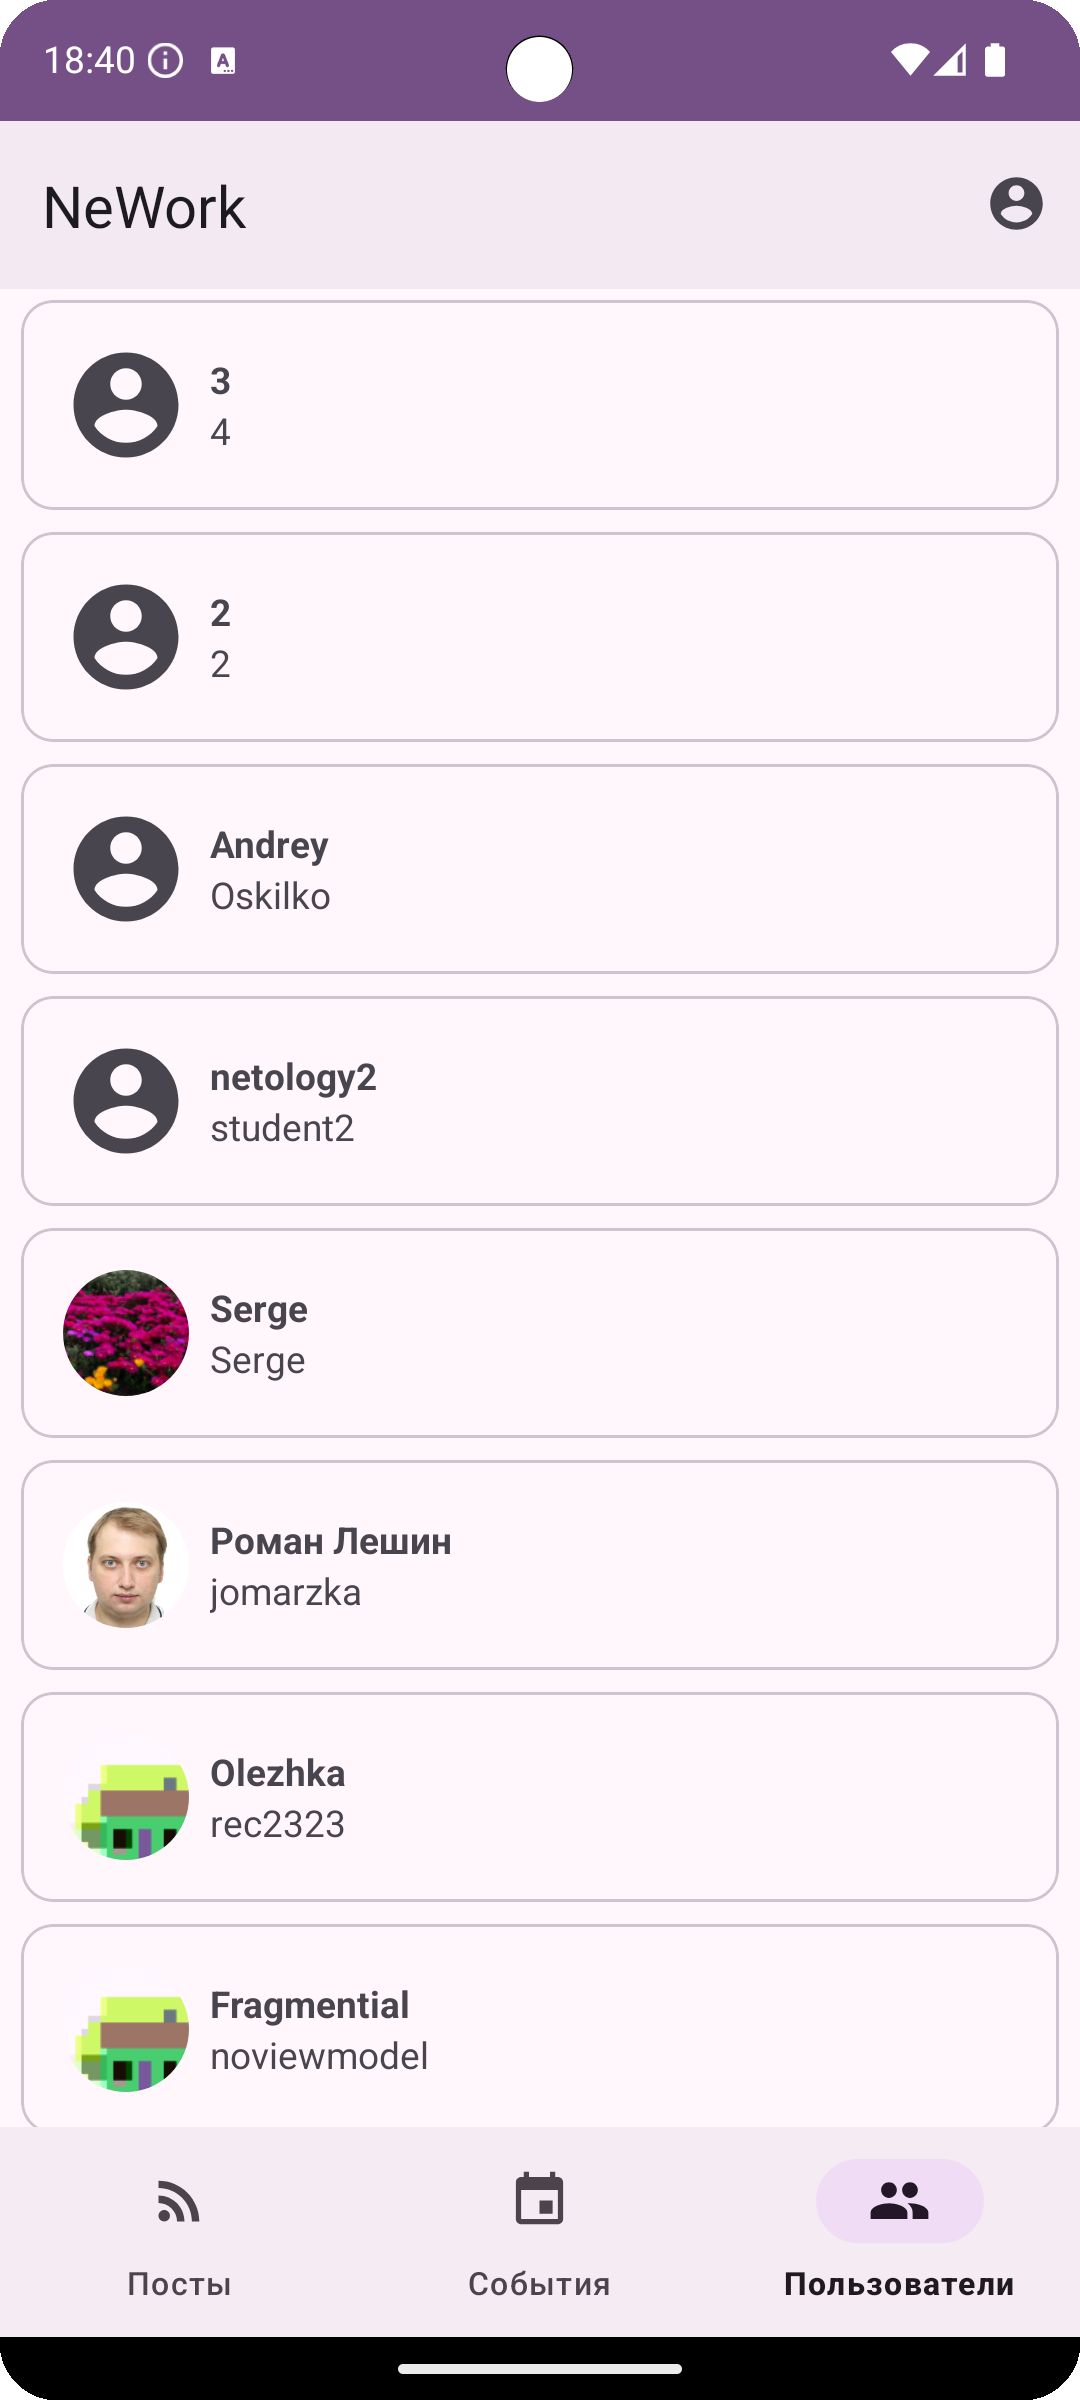 18:40
NeWork
3
4
2
2
Andrey
Oskilko
netology2
student2
Serge
Serge
Роман Лешин
jomarzka
Olezhka
rec2323
Fragmential
noviewmodel
Посты
События
Пользователи